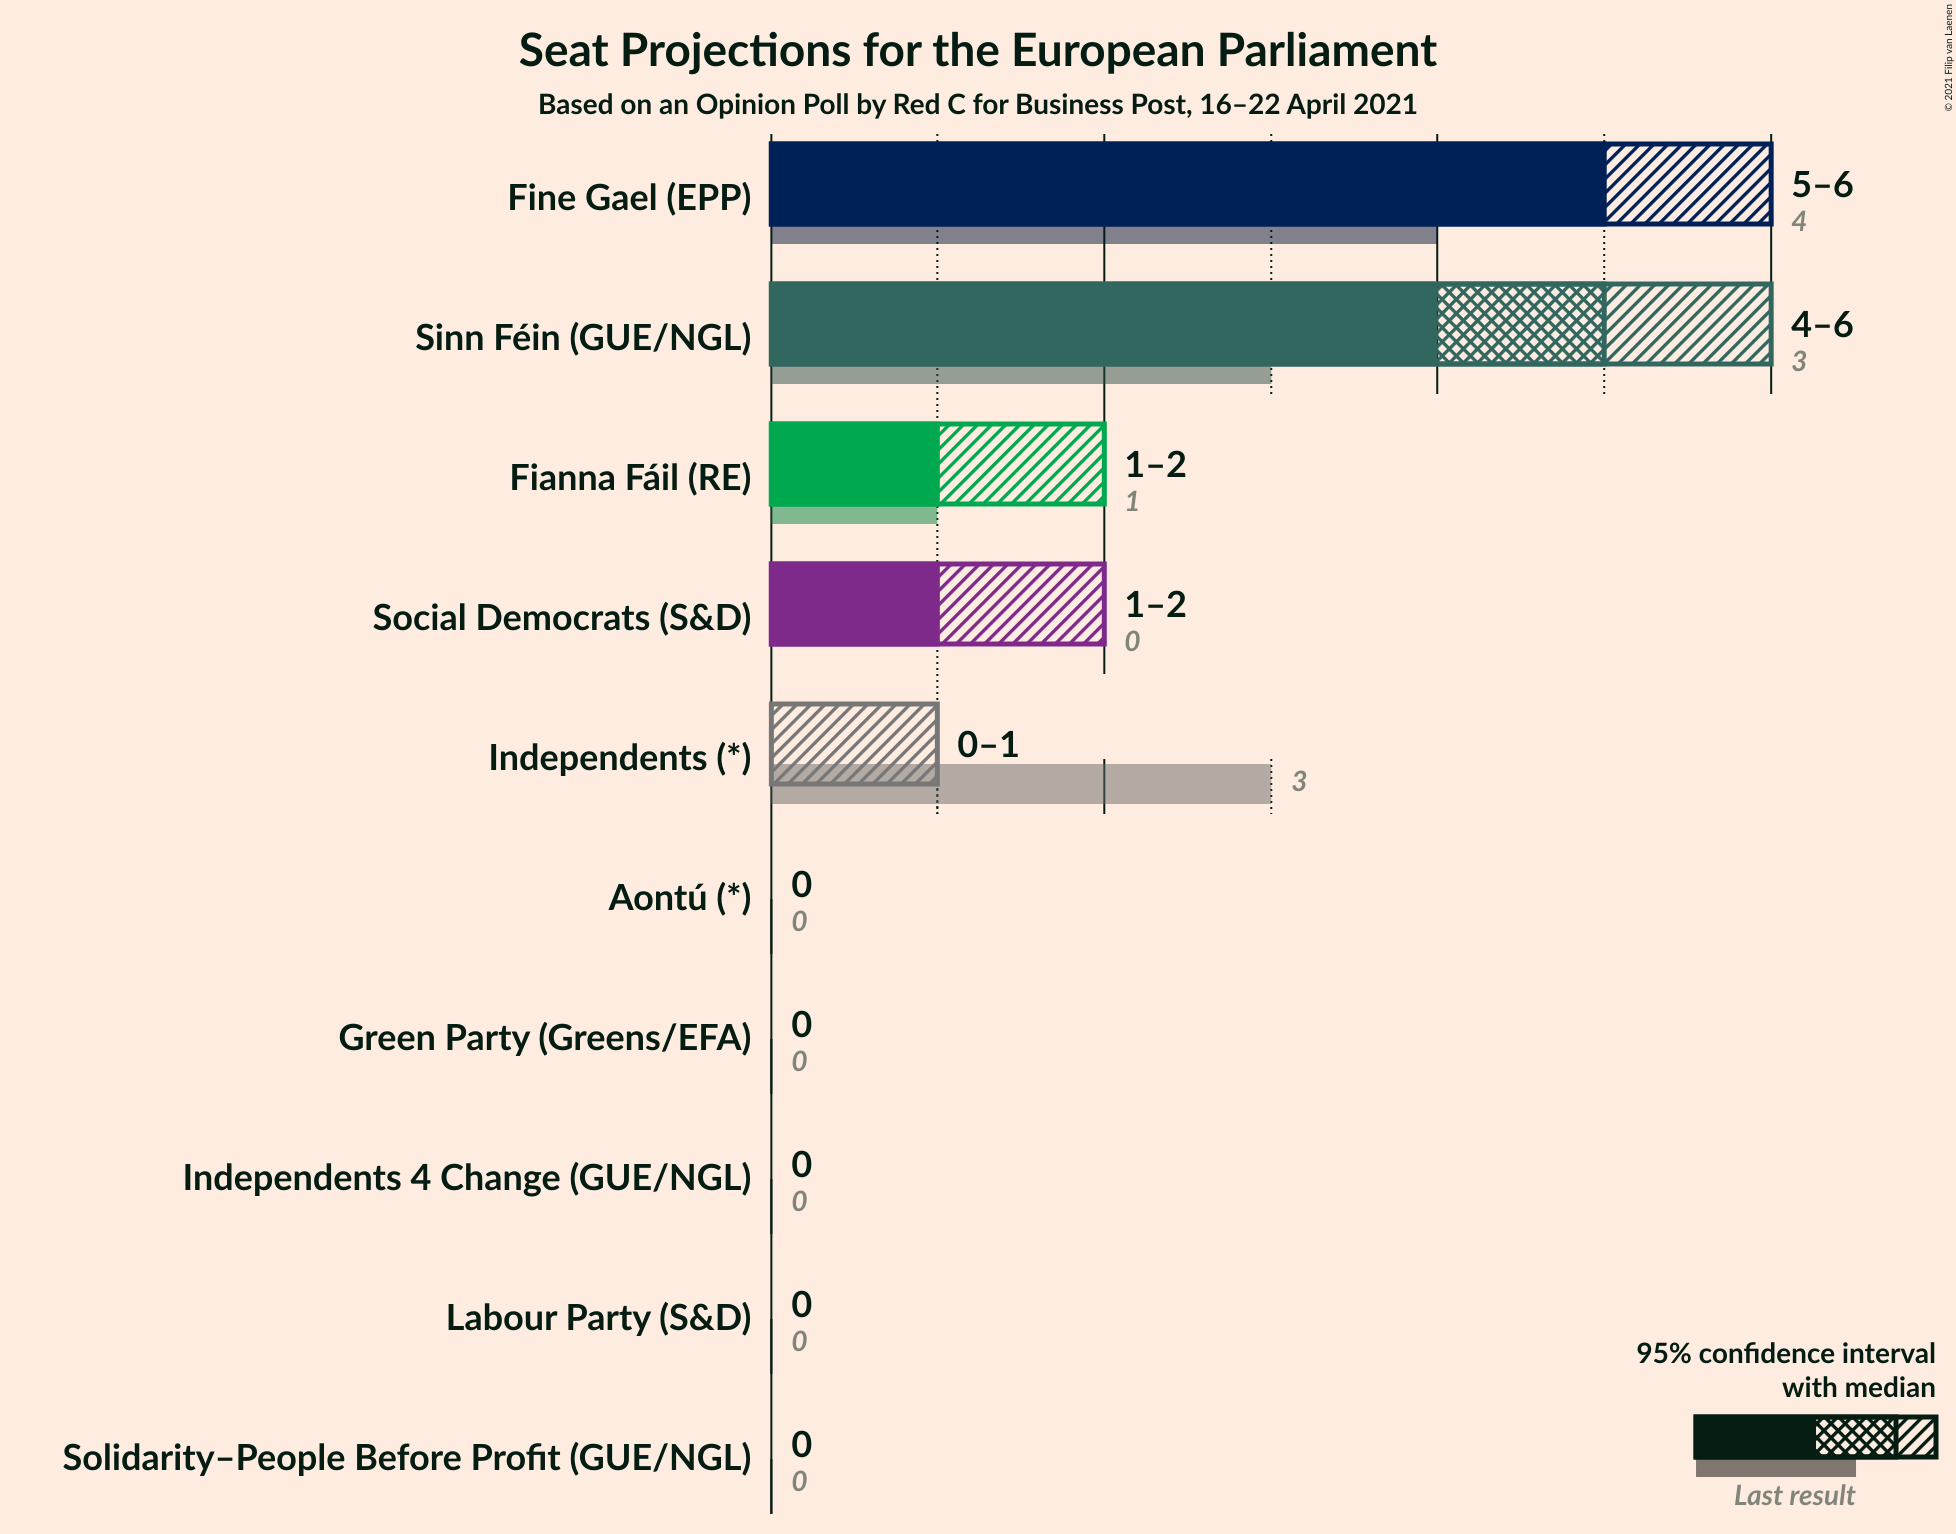 Seat Projections for the European Parliament
Based on an Opinion Poll by Red C for Business Post, 16–22 April 2021
© 2021 Filip van Laenen
Fine Gael (EPP)
5–6
4
Sinn Féin (GUE/NGL)
4–6
3
Fianna Fáil (RE)
1–2
1
Social Democrats (S&D)
1–2
0
Independents (*)
0–1
3
Aontú (*)
0
0
Green Party (Greens/EFA)
0
0
Independents 4 Change (GUE/NGL)
0
0
Labour Party (S&D)
0
0
Solidarity–People Before Profit (GUE/NGL)
0
0
95% confidence interval
with median
Last result